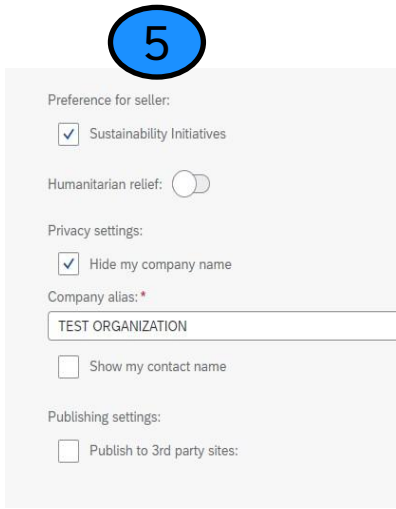 5
Preference for seller:
Sustainability Initiatives
Humanitarian relief:
Privacy settings:
Hide my company name
Company alias:*
TEST ORGANIZATION
Show my contact name
Publishing settings:
Publish to 3rd party sites: